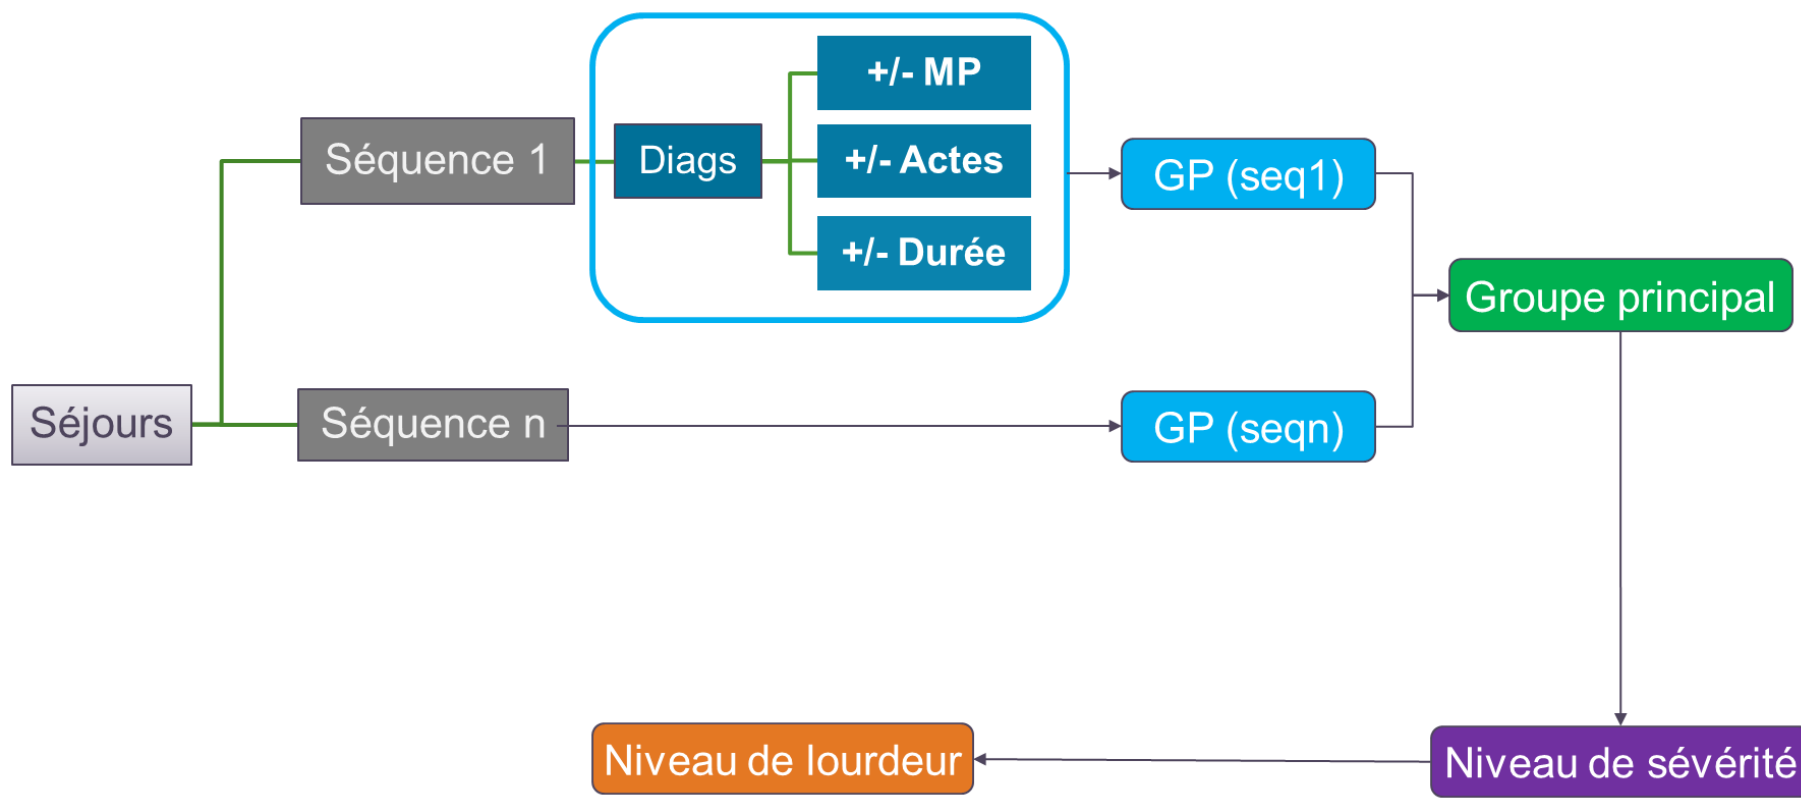 +/- MP
Séquence 1
Diags
+/- Actes
GP (seq1)
+/- Durée
Groupe principal
Séjours
Séquence n
GP (seqn)
Niveau de lourdeur
Niveau de sévérité